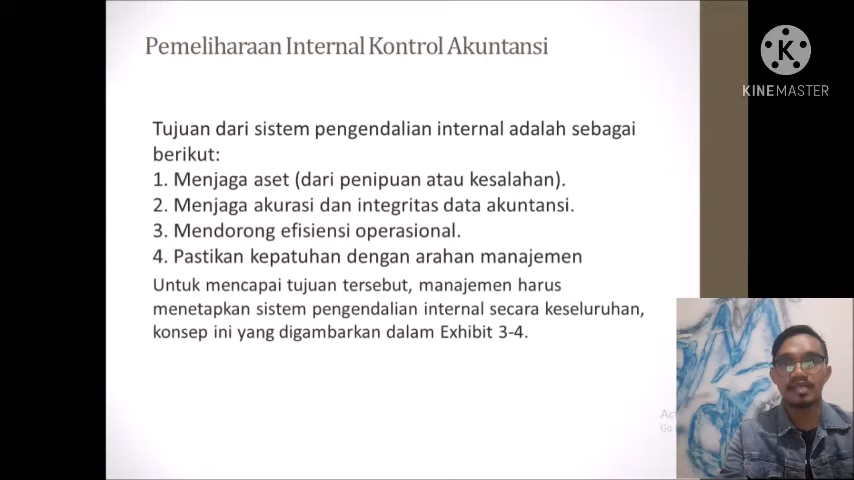 Pemeliharaan Internal Kontrol Akuntansi
K
KINEMASTER
Tujuan dari sistem pengendalian internal adalah sebagai
berikut:
1. Menjaga aset (dari penipuan atau kesalahan).
2. Menjaga akurasi dan integritas data akuntansi.
3. Mendorong efisiensi operasional.
4. Pastikan kepatuhan dengan arahan manajemen
Untuk mencapai tujuan tersebut, manajemen harus
menetapkan sistem pengendalian internal secara keseluruhan,
konsep ini yang digambarkan dalam Exhibit 3-4.